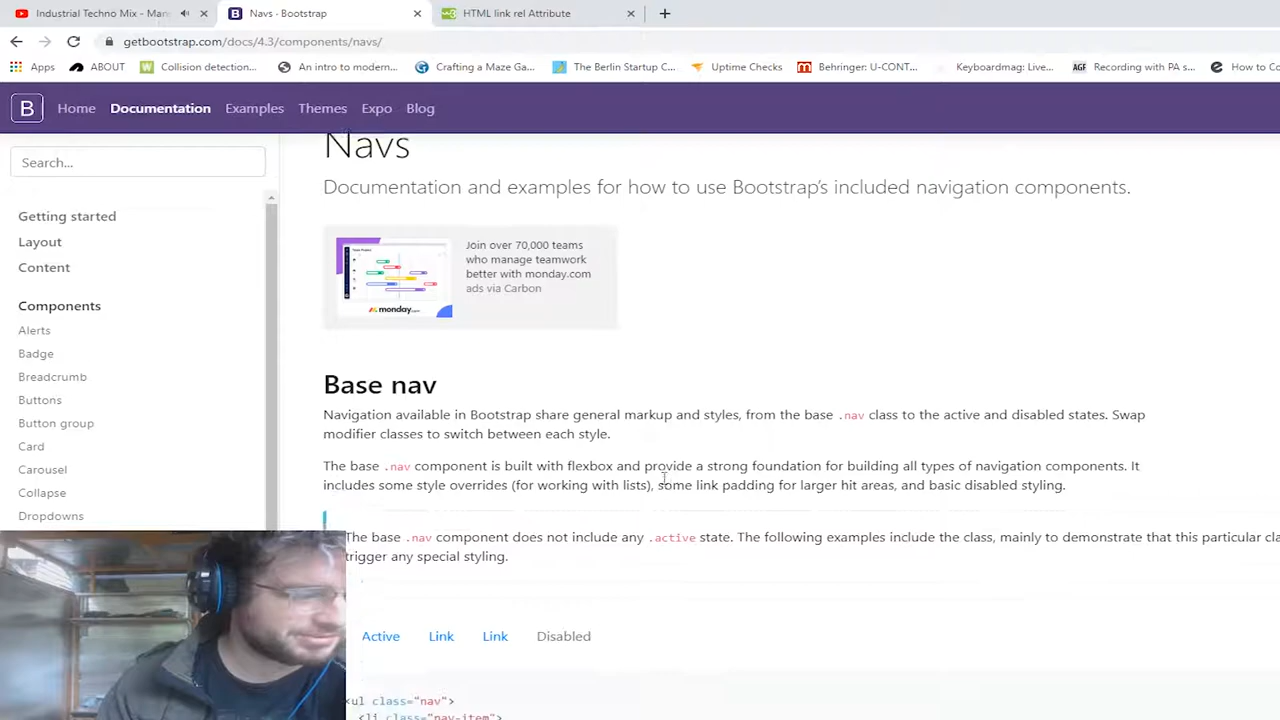 Industrial Techno Mix - Man
Navs · Bootstrap
HTML link rel Attribute
getbootstrap.com/docs/4.3/components/navs/
Apps
ABOUT
Collision detection...
An intro to modern...
Crafting a Maze Ga...
The Berlin Startup C...
Uptime Checks
Behringer: U-CONT...
Keyboardmag: Live...
AGF
Recording with PA s...
How to Co
B
Home
Documentation
Examples
Themes
Expo
Blog
Search...
Getting started
Layout
Content
Components
Alerts
Badge
Breadcrumb
Buttons
Button group
Card
Carousel
Collapse
Dropdowns
Navs
Documentation and examples for how to use Bootstrap's included navigation components.
monday.com
Join over 70,000 teams
who manage teamwork
better with monday.com
ads via Carbon
Base nav
Navigation available in Bootstrap share general markup and styles, from the base .nav class to the active and disabled states. Swap
modifier classes to switch between each style.
The base .nav component is built with flexbox and provide a strong foundation for building all types of navigation components. It
includes some style overrides (for working with lists), some link padding for larger hit areas, and basic disabled styling.
The base .nav component does not include any .active state. The following examples include the class, mainly to demonstrate that this particular cla
trigger any special styling.
Active
Link
Link
Disabled
<ul class="nav">
<li class="nav-item">